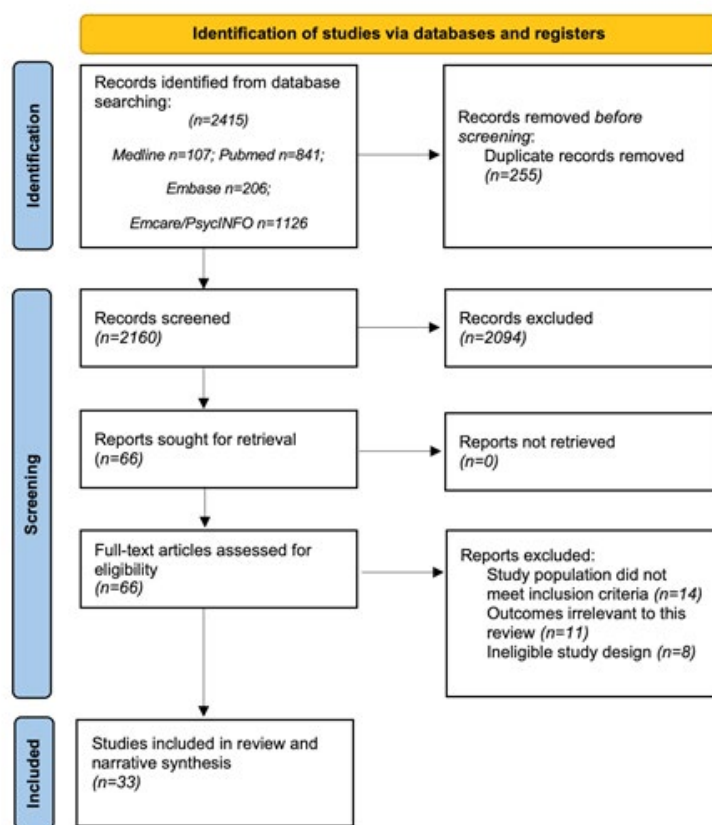 Identification of studies via databases and registers
Identification
Records identified from database
searching:
(n=2415)
Medline n=107; Pubmed n=841;
Embase n=206;
Emcare/PsycINFO n=1126
Records removed before
screening:
Duplicate records removed
(n=255)
Screening
Records screened
(n=2160)
Records excluded
(n=2094)
Reports sought for retrieval
(n=66)
Reports not retrieved
(n=0)
Full-text articles assessed for
eligibility
(n=66)
Reports excluded:
Study population did not
meet inclusion criteria (n=14)
Outcomes irrelevant to this
review (n=11)
Ineligible study design (n=8)
Included
Studies included in review and
narrative synthesis
(n=33)